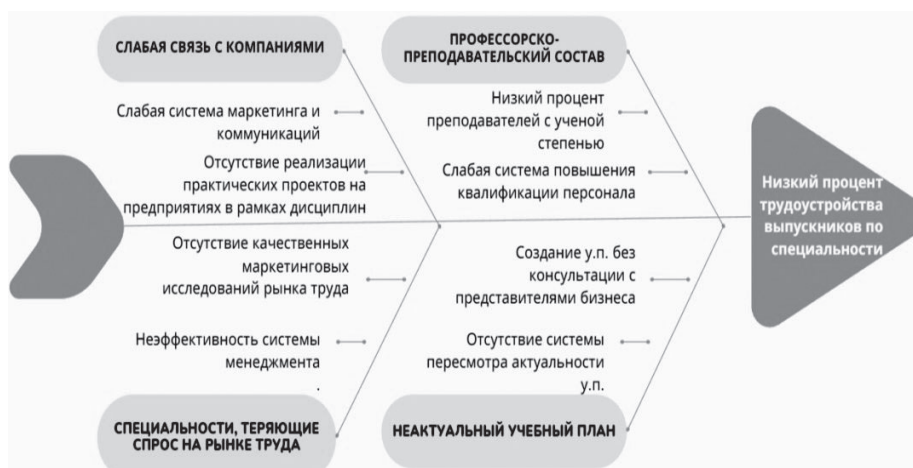 СЛАБАЯ СВЯЗЬ С КОМПАНИЯМИ
ПРОФЕССОРСКО-
ПРЕПОДАВАТЕЛЬСКИЙ СОСТАВ
Слабая система маркетинга и
коммуникаций
Отсутствие реализации
практических проектов на
предприятиях в рамках дисциплин
Низкий процент
преподавателей с ученой
степенью
Слабая система повышения
квалификации персонала
Низкий процент
трудоустройства
выпускников по
специальности
Отсутствие качественных
маркетинговых
исследований рынка труда
Неэффективность системы
менеджмента
.
Создание у.п. без
консультации с
представителями бизнеса
Отсутствие системы
пересмотра актуальности
у.п.
СПЕЦИАЛЬНОСТИ, ТЕРЯЮЩИЕ
СПРОС НА РЫНКЕ ТРУДА
НЕАКТУАЛЬНЫЙ УЧЕБНЫЙ ПЛАН